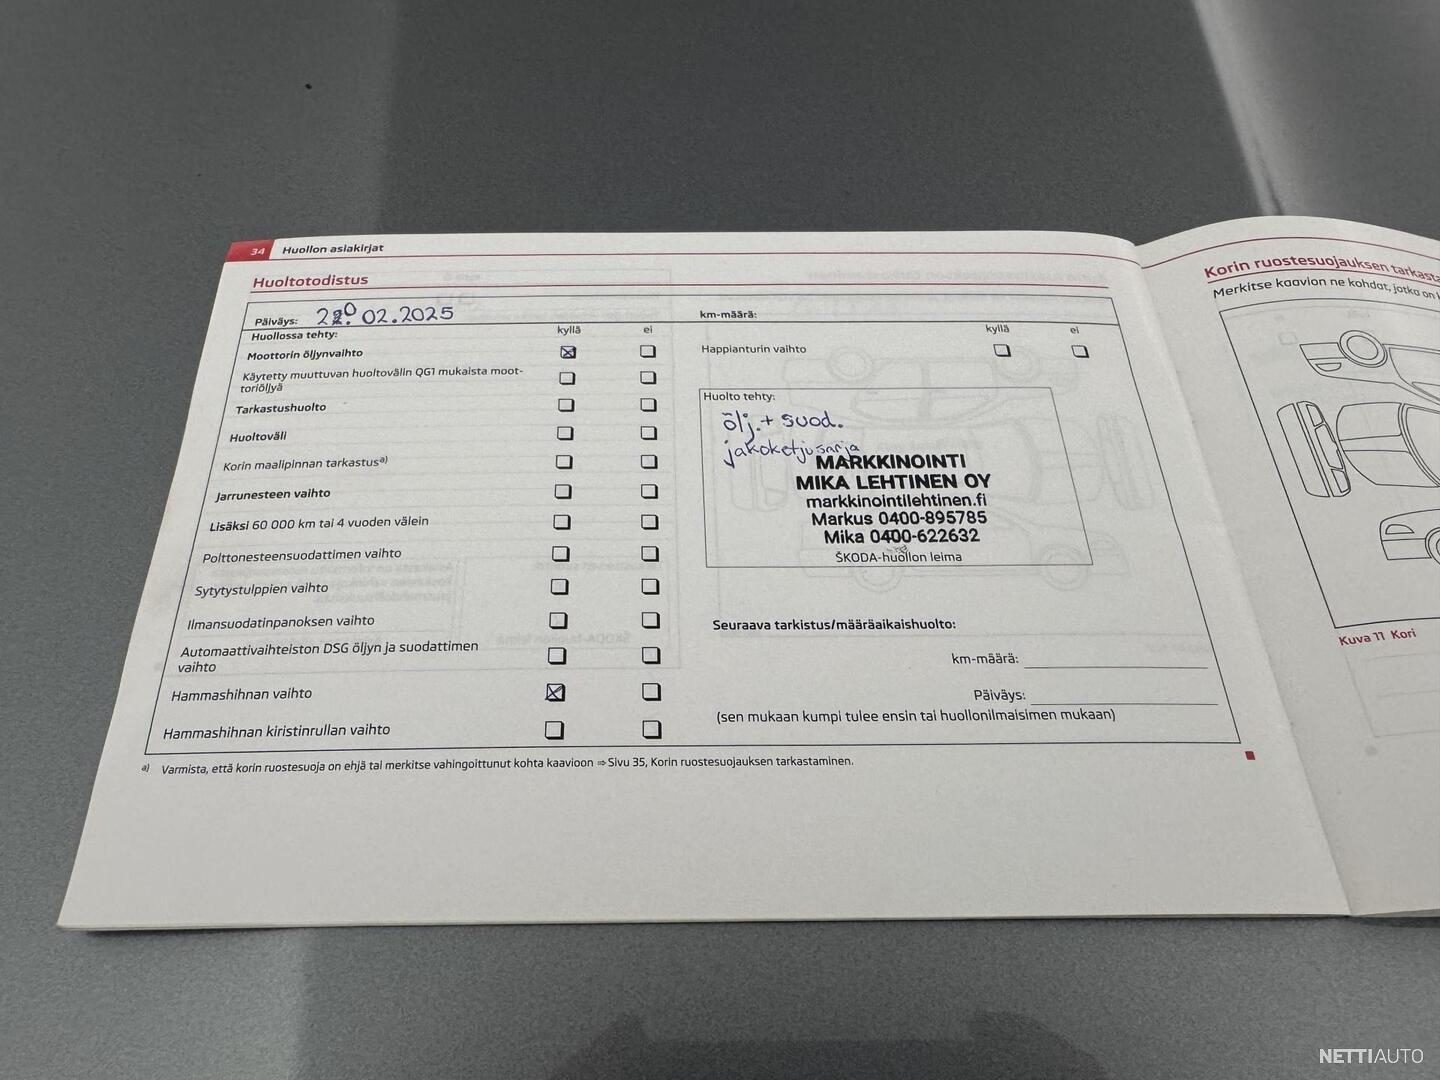 34 Huollon asiakirjat
Huoltotodistus
Päiväys: 20.02.2025 km-määrä:
Huollossa tehty: kyllä ei kyllä ei
Moottorin öljynvaihto
Happianturin vaihto
Käytetty muuttuvan huoltovälin QG1 mukaista moot-
toriöljyä
Tarkastushuolto
Huoltoväli
Korin maalipinnan tarkastus a)
Jarrunesteen vaihto
Lisäksi 60 000 km tai 4 vuoden välein
Polttonesteensuodattimen vaihto
Sytytystulppien vaihto
Ilmansuodatinpanoksen vaihto
Automaattivaihteiston DSG öljyn ja suodattimen
vaihto
Hammashihnan vaihto
Hammashihnan kiristinrullan vaihto
Huolto tehty:
öljy.+ suod.
jakoketjusarja
MARKKINOINTI
MIKA LEHTINEN OY
markkinointilehtinen.fi
Markus 0400-895785
Mika 0400-622632
ŠKODA-huollon leima
Seuraava tarkistus/määräaikaishuolto:
km-määrä:
Päiväys:
(sen mukaan kumpi tulee ensin tai huollonilmaisimen mukaan)
a) Varmista, että korin ruostesuoja on ehjä tai merkitse vahingoittunut kohta kaavioon ⇒ Sivu 35, Korin ruostesuojauksen tarkastaminen.
Korin ruostesuojauksen
Merkitse kaavion ne kohdat, jotka on
Kuva 11 Kori
NETTIAUTO